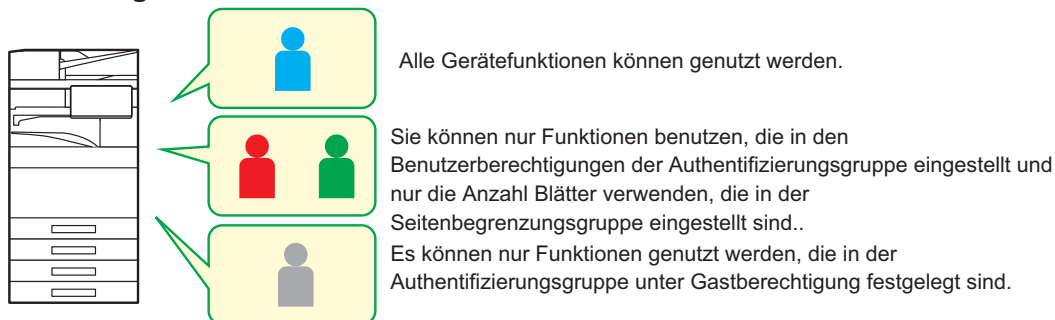 Alle Gerätefunktionen können genutzt werden.
Sie können nur Funktionen benutzen, die in den
Benutzerberechtigungen der Authentifizierungsgruppe eingestellt und
nur die Anzahl Blätter verwenden, die in der
Seitenbegrenzungsgruppe eingestellt sind..
Es können nur Funktionen genutzt werden, die in der
Authentifizierungsgruppe unter Gastberechtigung festgelegt sind.